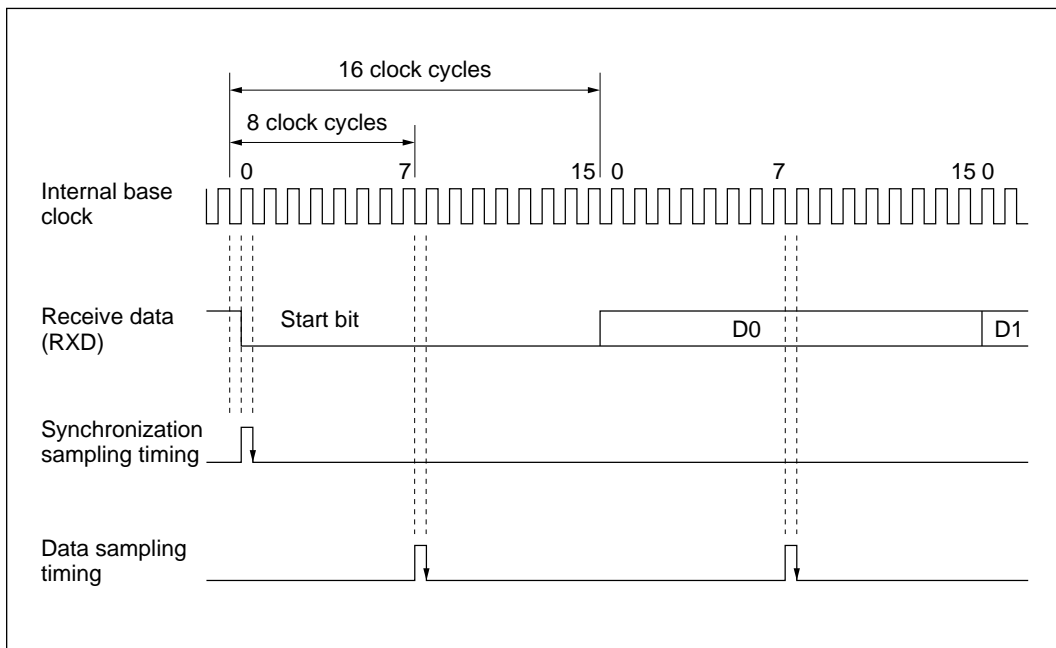 16 clock cycles
8 clock cycles
0 7 15 0 7 15 0
Internal base
clock
Receive data
(RXD)
Start bit D0 D1
Synchronization
sampling timing
Data sampling
timing